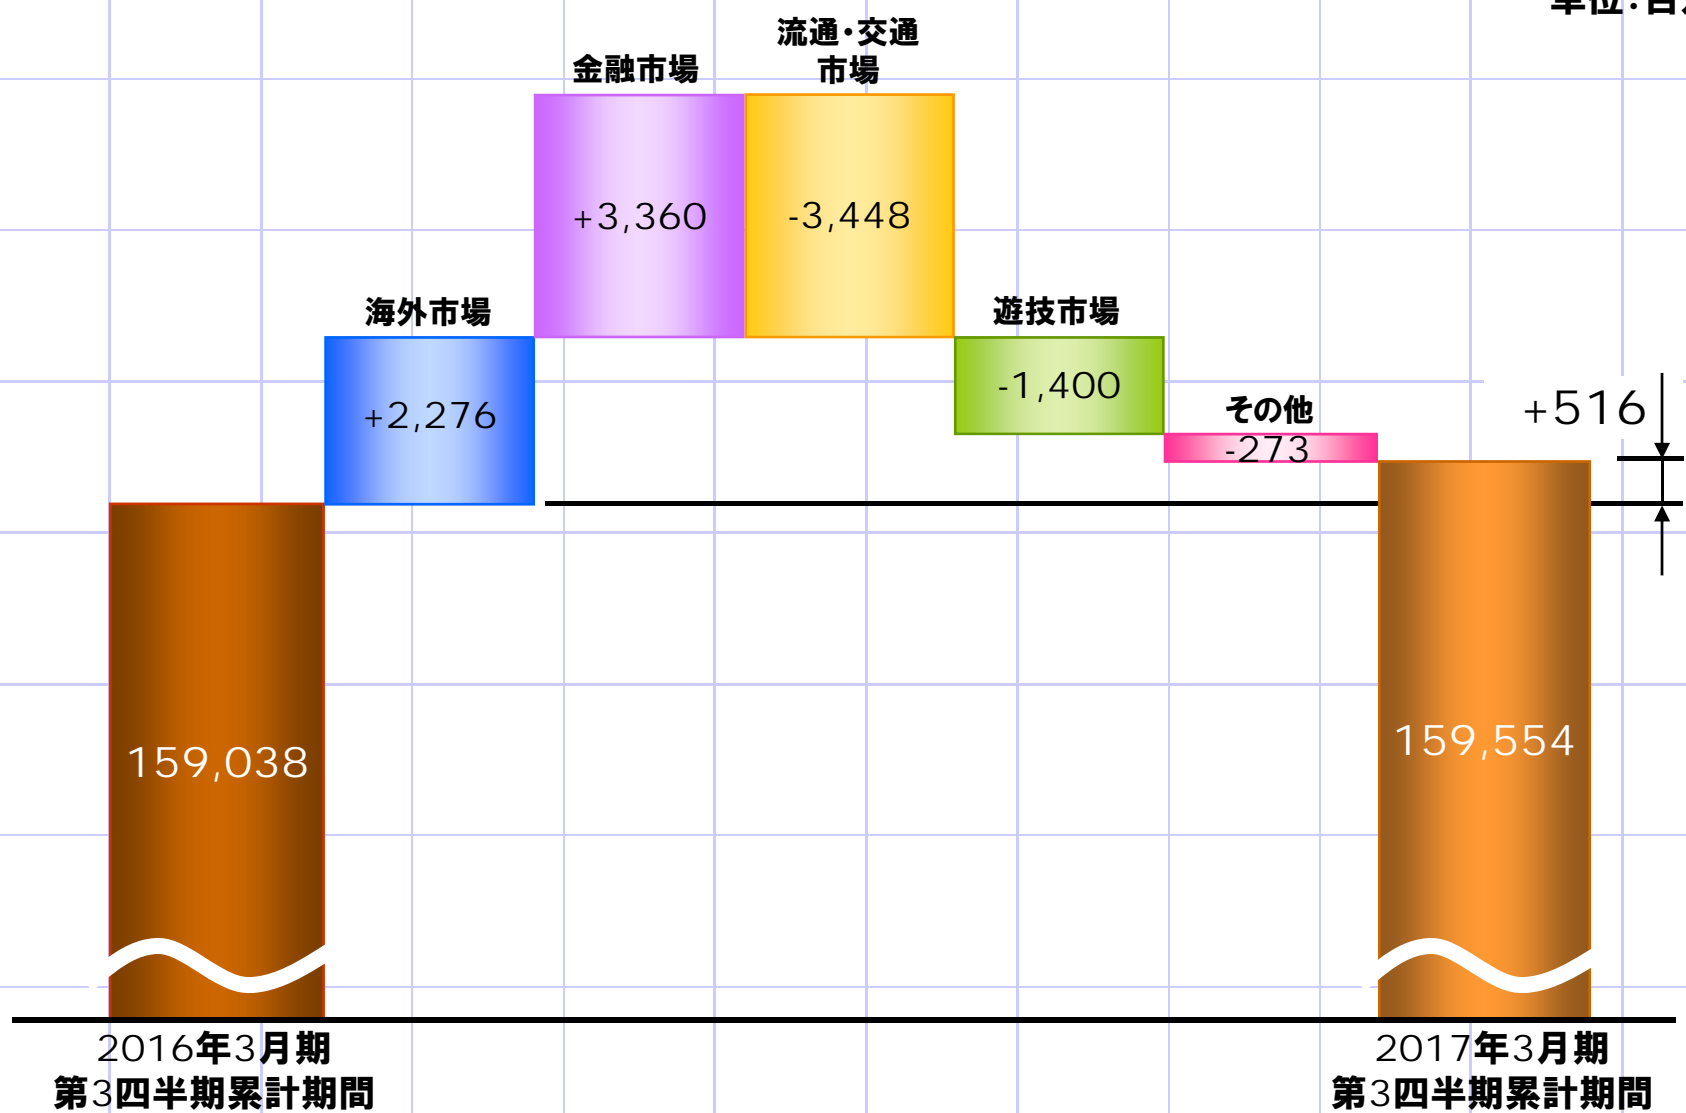 単位：百
流通・交通
市場
金融市場
+3,360
-3,448
海外市場
+2,276
遊技市場
-1,400
その他
-273
+516
159,038
159,554
2016年3月期
第3四半期累計期間
2017年3月期
第3四半期累計期間